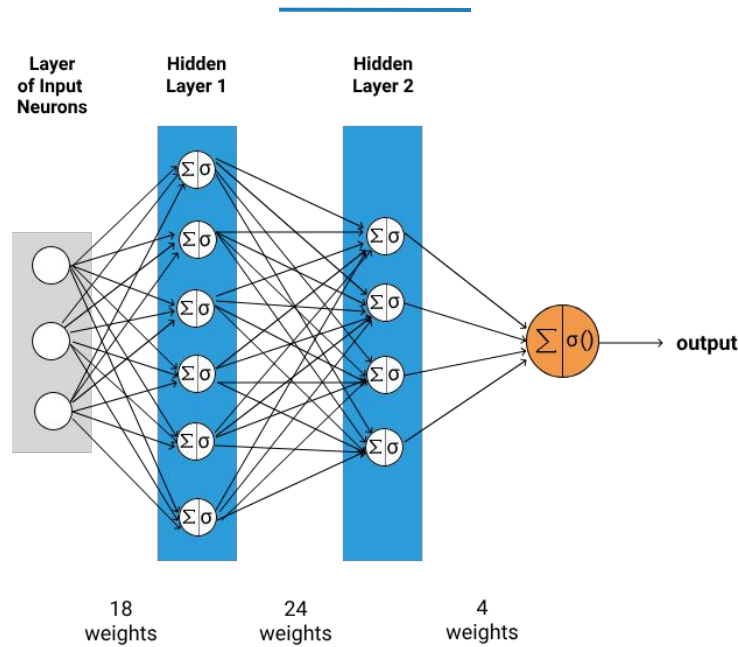 Layer
of Input
Neurons
Hidden
Layer 1
Hidden
Layer 2
Σ σ
Σ σ
Σ σ
Σ σ
Σ σ
Σ σ
Σ σ
Σ σ
Σ σ
Σ σ
Σ σ()
output
18
weights
24
weights
4
weights